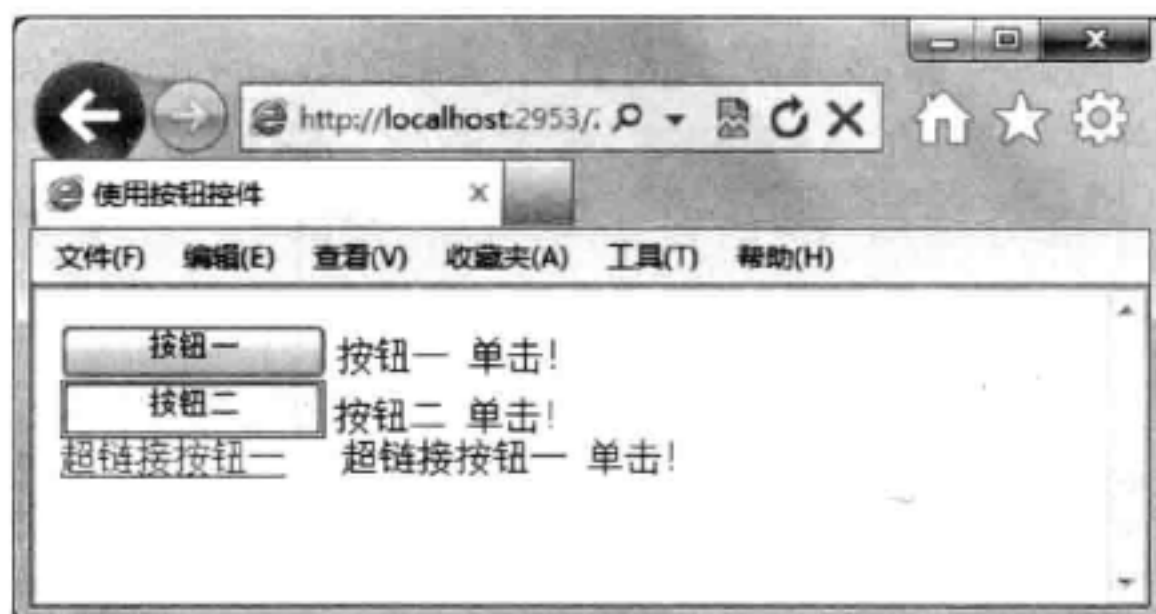 http://localhost:2953/
使用按钮控件
文件(F) 编辑(E) 查看(V) 收藏夹(A) 工具(T) 帮助(H)
按钮一 按钮一 单击!
按钮二 按钮二 单击!
超链接按钮一 超链接按钮一 单击!